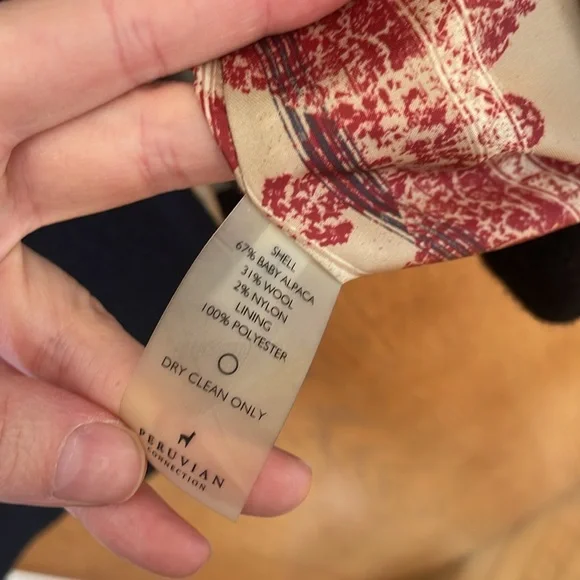 SHELL
67% BABY ALPACA
31% WOOL
2% NYLON
LINING
100% POLYESTER
DRY CLEAN ONLY
PERUVIAN
CONNECTION